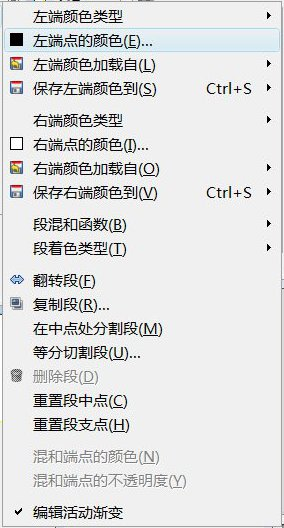 左端颜色类型
左端点的颜色(E)...
左端颜色加载自(L)
保存左端颜色到(S) Ctrl+S
右端颜色类型
右端点的颜色(I)...
右端颜色加载自(O)
保存右端颜色到(V) Ctrl+S
段混和函数(B)
段着色类型(T)
翻转段(F)
复制段(R)...
在中点处分割段(M)
等分切割段(U)...
删除段(D)
重置段中点(C)
重置段支点(H)
混和端点的颜色(N)
混和端点的不透明度(Y)
编辑活动渐变